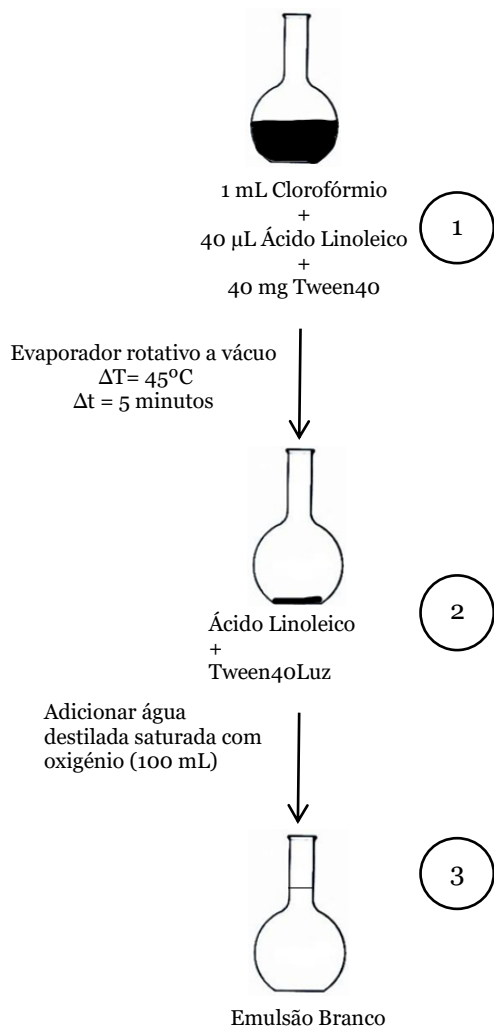 1 mL Clorofórmio
+
40 µL Ácido Linoleico
+
40 mg Tween40
1
Evaporador rotativo a vácuo
ΔT= 45ºC
Δt = 5 minutos
Ácido Linoleico
+
Tween40Luz
2
Adicionar água
destilada saturada com
oxigénio (100 mL)
3
Emulsão Branco